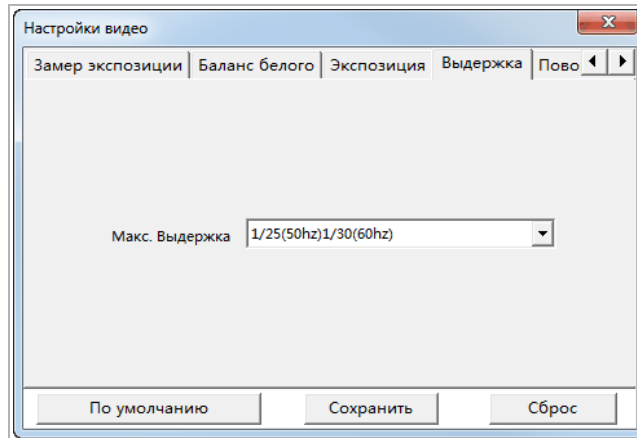 Настройки видео
Замер экспозиции Баланс белого Экспозиция Выдержка Пово
Макс. Выдержка 1/25(50hz)1/30(60hz)
По умолчанию Сохранить Сброс